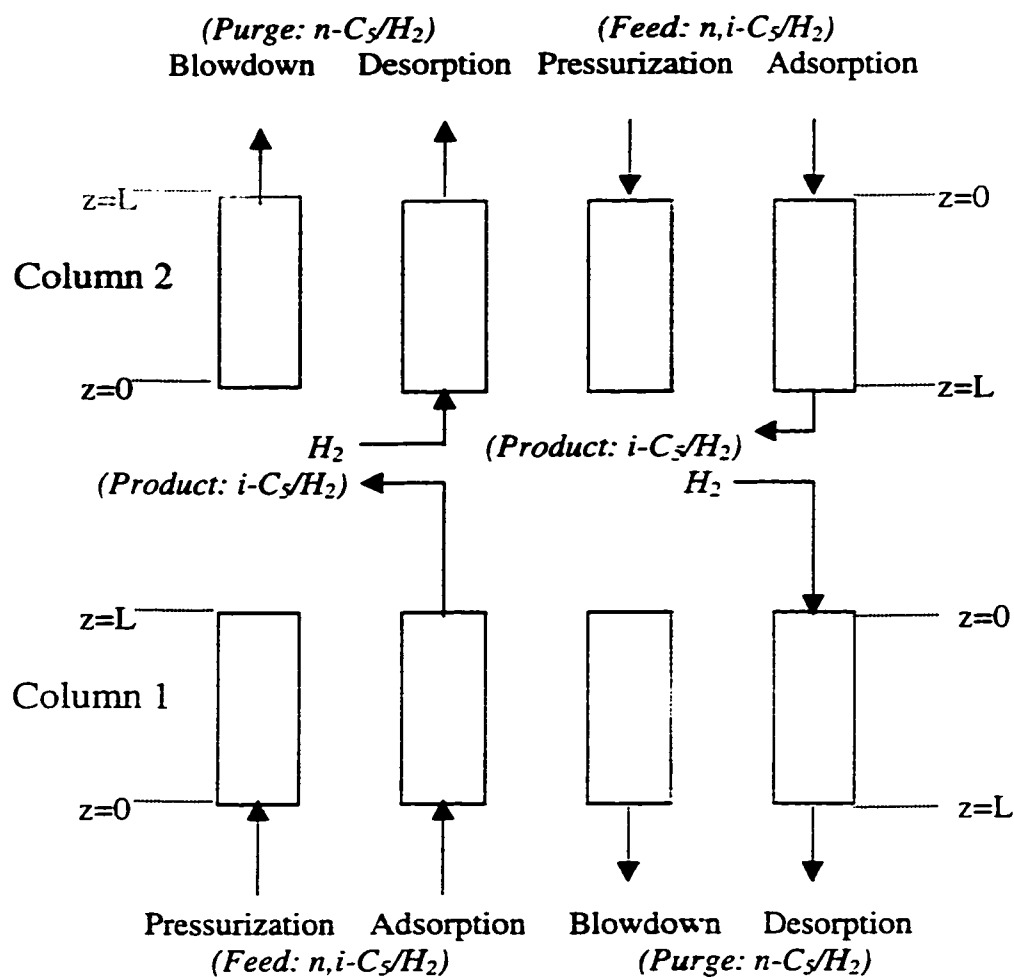 (Purge: n-C₅/H₂) (Feed: n,i-C₅/H₂)
Blowdown Desorption Pressurization Adsorption
z=L z=0
Column 2
z=0 z=L
H₂ (Product: i-C₅/H₂)
(Product: i-C₅/H₂) H₂
z=L z=0
Column 1
z=0 z=L
Pressurization Adsorption Blowdown Desorption
(Feed: n,i-C₅/H₂) (Purge: n-C₅/H₂)